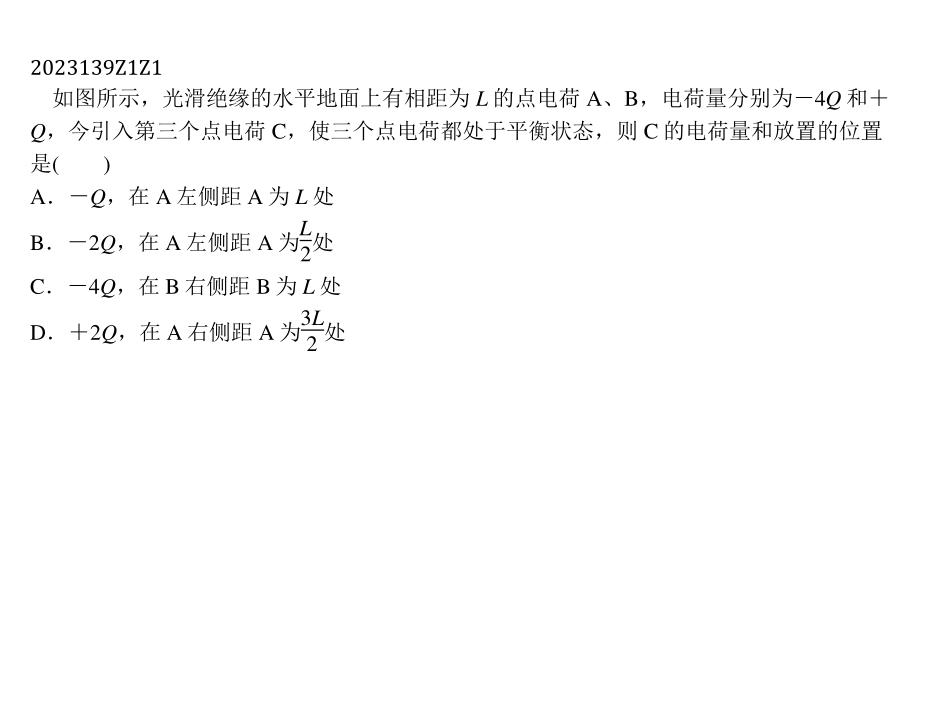 2023139Z1Z1
如图所示，光滑绝缘的水平地面上有相距为 L 的点电荷 A、B，电荷量分别为－4Q 和＋
Q，今引入第三个点电荷 C，使三个点电荷都处于平衡状态，则 C 的电荷量和放置的位置
是(　　)
A．－Q，在 A 左侧距 A 为 L 处
B．－2Q，在 A 左侧距 A 为L/2处
C．－4Q，在 B 右侧距 B 为 L 处
D．＋2Q，在 A 右侧距 A 为3L/2处